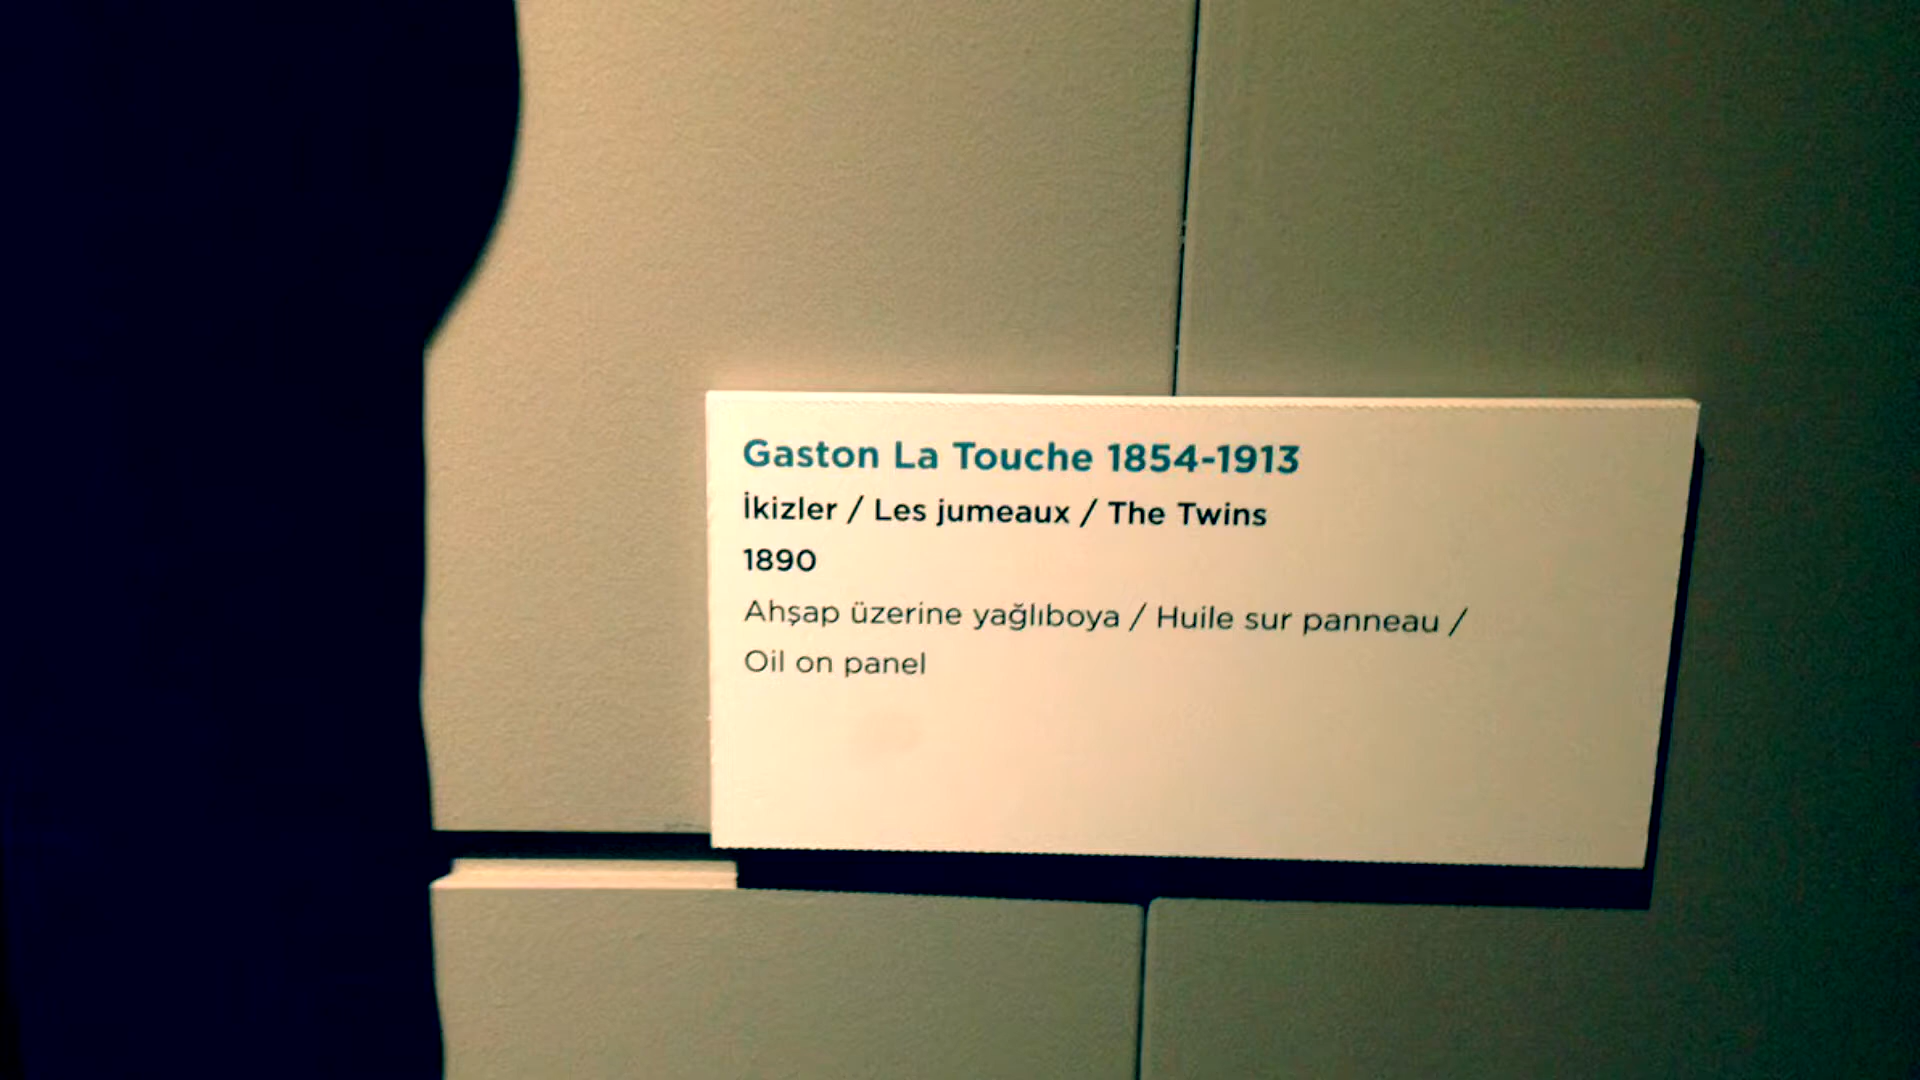 Gaston La Touche 1854-1913
İkizler / Les jumeaux / The Twins
1890
Ahşap üzerine yağlıboya / Huile sur panneau /
Oil on panel